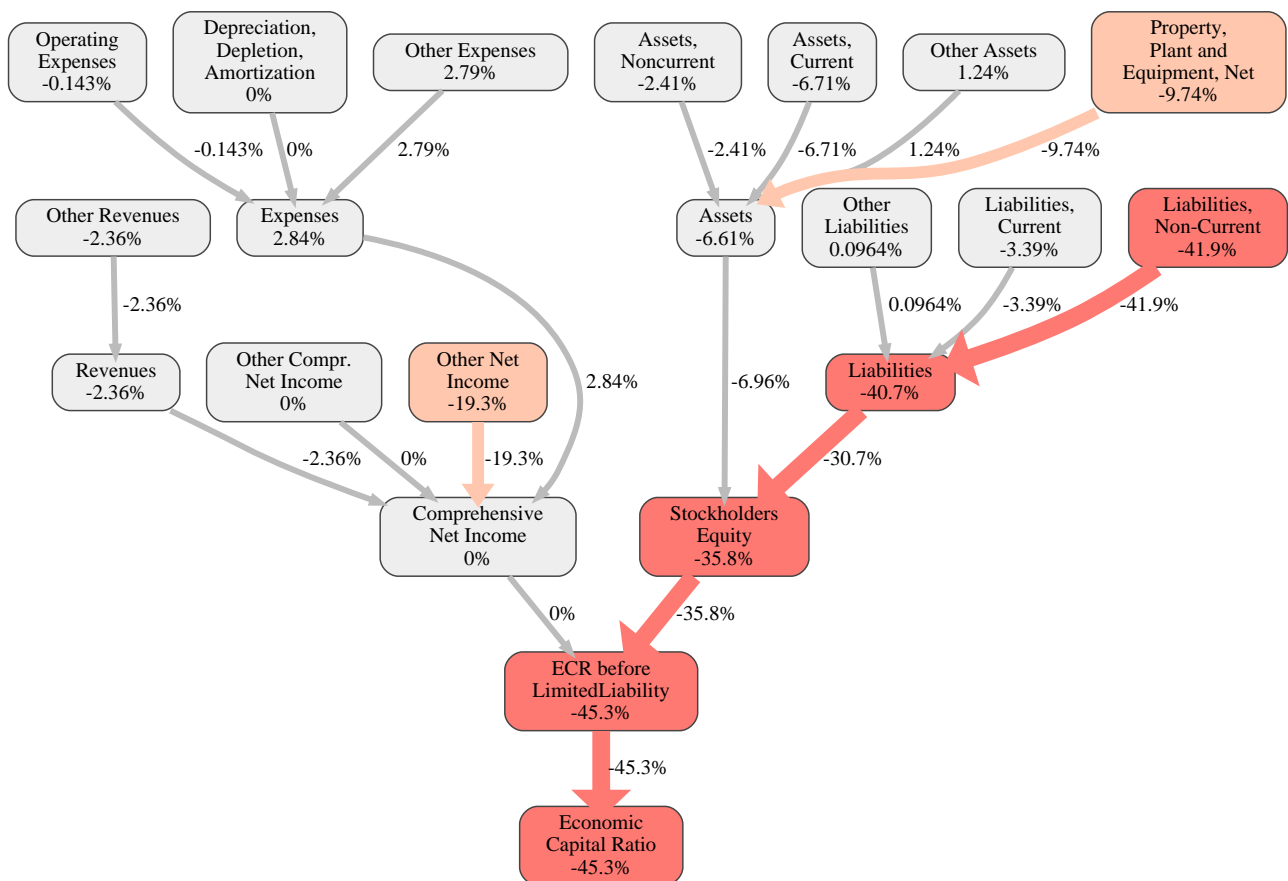 Operating
Expenses
-0.143%
Depreciation,
Depletion,
Amortization
0%
Other Expenses
2.79%
Assets,
Noncurrent
-2.41%
Assets,
Current
-6.71%
Other Assets
1.24%
Property,
Plant and
Equipment, Net
-9.74%
-0.143%
0%
2.79%
-2.41%
-6.71%
1.24%
-9.74%
Other Revenues
-2.36%
Expenses
2.84%
Assets
-6.61%
Other
Liabilities
0.0964%
Liabilities,
Current
-3.39%
Liabilities,
Non-Current
-41.9%
-2.36%
0.0964%
-3.39%
-41.9%
Revenues
-2.36%
Other Compr.
Net Income
0%
Other Net
Income
-19.3%
2.84%
-6.96%
Liabilities
-40.7%
-2.36%
0%
-19.3%
-30.7%
Comprehensive
Net Income
0%
Stockholders
Equity
-35.8%
0%
-35.8%
ECR before
LimitedLiability
-45.3%
-45.3%
Economic
Capital Ratio
-45.3%